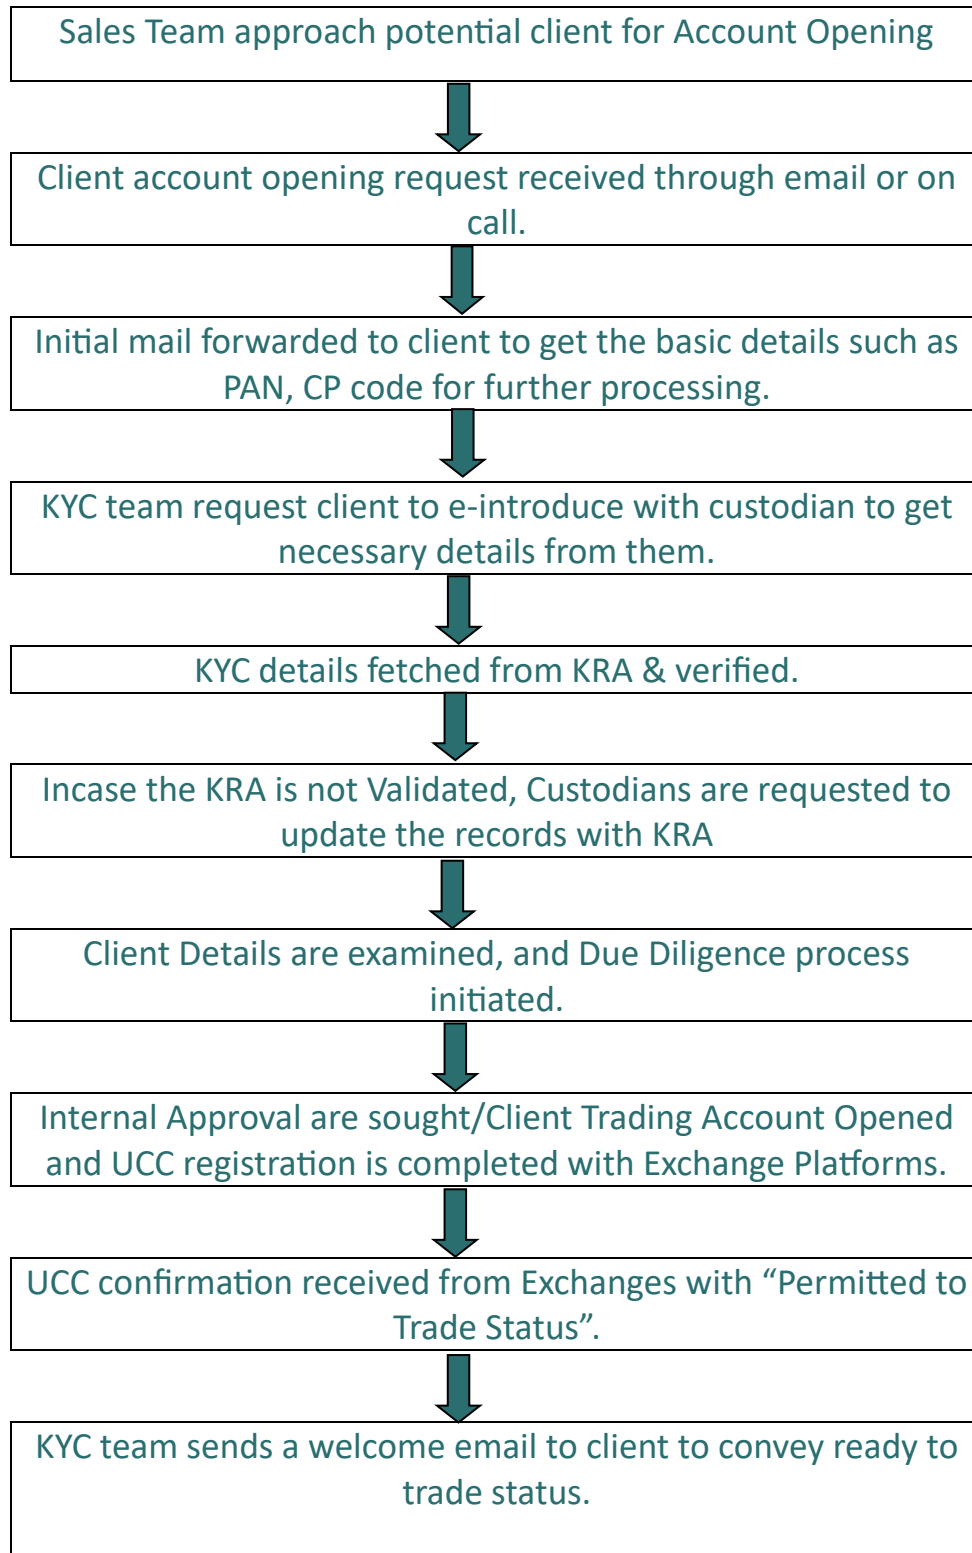 Sales Team approach potential client for Account Opening
Client account opening request received through email or on
call.
Initial mail forwarded to client to get the basic details such as
PAN, CP code for further processing.
KYC team request client to e-introduce with custodian to get
necessary details from them.
KYC details fetched from KRA & verified.
Incase the KRA is not Validated, Custodians are requested to
update the records with KRA
Client Details are examined, and Due Diligence process
initiated.
Internal Approval are sought/Client Trading Account Opened
and UCC registration is completed with Exchange Platforms.
UCC confirmation received from Exchanges with “Permitted to
Trade Status”.
KYC team sends a welcome email to client to convey ready to
trade status.